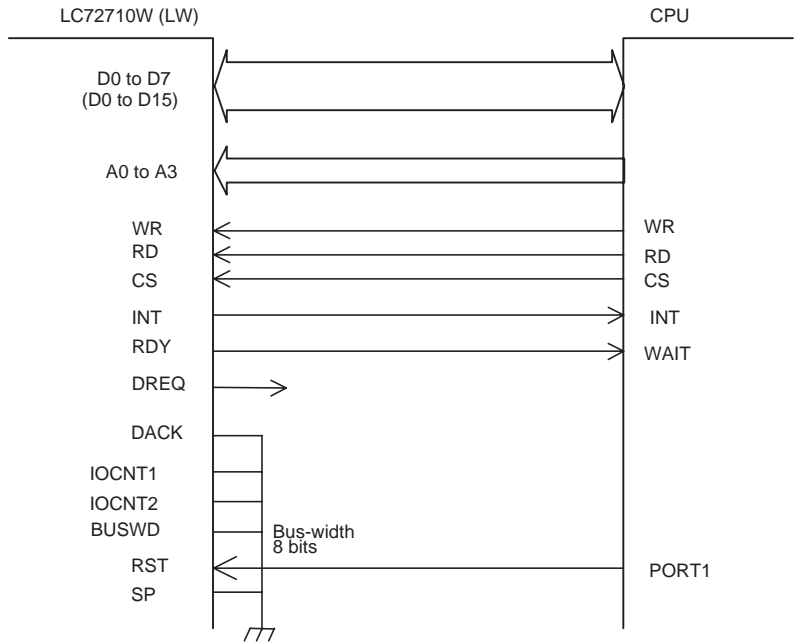 LC72710W (LW)
CPU
D0 to D7
(D0 to D15)
A0 to A3
WR
WR
RD
RD
CS
CS
INT
INT
RDY
WAIT
DREQ
DACK
IOCNT1
IOCNT2
BUSWD
Bus-width
8 bits
RST
PORT1
SP